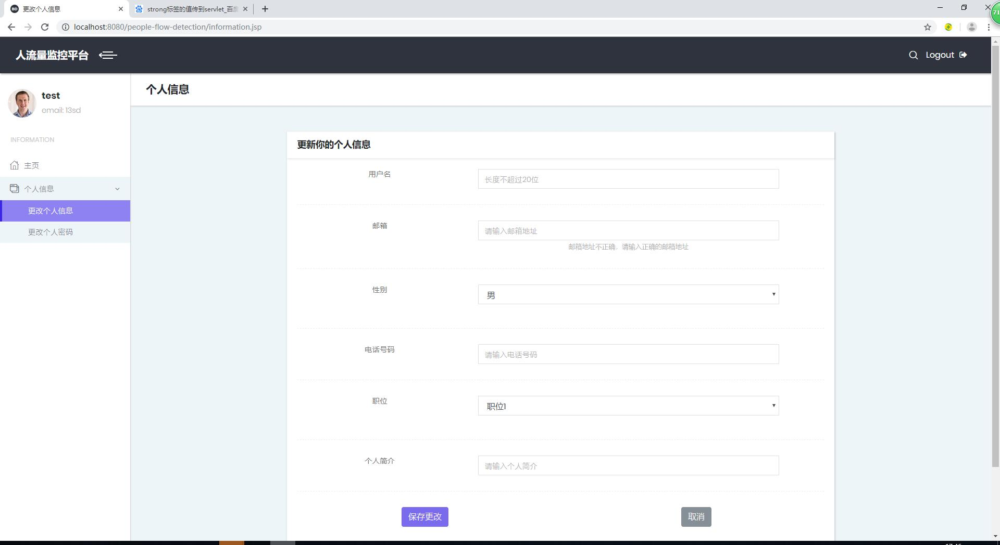 更改个人信息
strong标签的值传到servlet_百度
localhost:8080/people-flow-detection/information.jsp
71
人流量监控平台
Logout
test
email: 13sd
INFORMATION
主页
个人信息
更改个人信息
更改个人密码
个人信息
更新你的个人信息
用户名
长度不超过20位
邮箱
请输入邮箱地址
邮箱地址不正确，请输入正确的邮箱地址
性别
男
电话号码
请输入电话号码
职位
职位1
个人简介
请输入个人简介
保存更改
取消